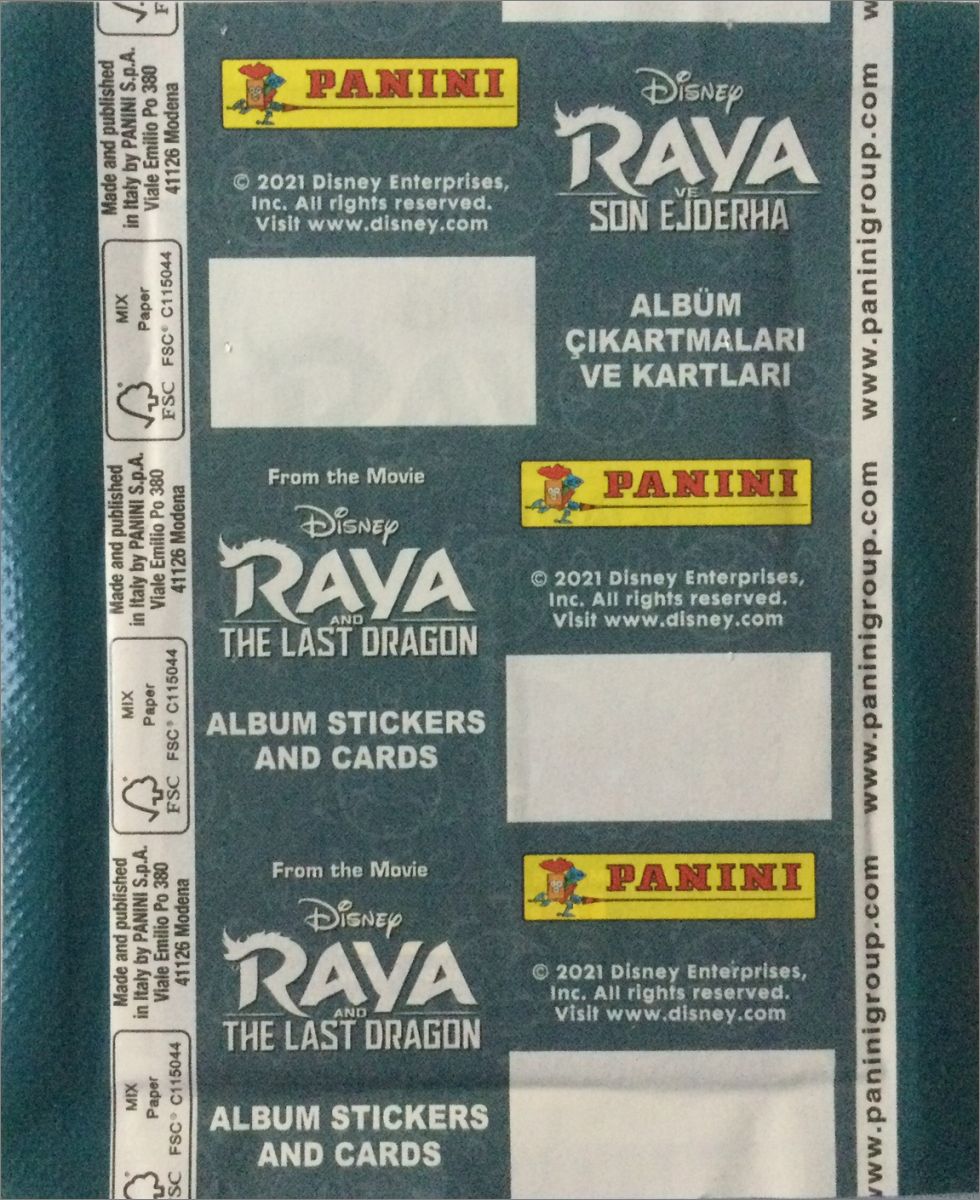 PANINI
© 2021 Disney Enterprises,
Inc. All rights reserved.
Visit www.disney.com
Disney
RAYA
VE
SON EJDERHA
ALBÜM
ÇIKARTMALARI
VE KARTLARI
From the Movie
Disney
RAYA
AND
THE LAST DRAGON
ALBUM STICKERS
AND CARDS
PANINI
© 2021 Disney Enterprises,
Inc. All rights reserved.
Visit www.disney.com
From the Movie
Disney
RAYA
AND
THE LAST DRAGON
ALBUM STICKERS
AND CARDS
PANINI
© 2021 Disney Enterprises,
Inc. All rights reserved.
Visit www.disney.com
Made and published
in Italy by PANINI S.p.A.
Viale Emilio Po 380
41126 Modena
MIX
Paper
FSC® C115044
FSC
Made and published
in Italy by PANINI S.p.A.
Viale Emilio Po 380
41126 Modena
MIX
Paper
FSC® C115044
FSC
Made and published
in Italy by PANINI S.p.A.
Viale Emilio Po 380
41126 Modena
MIX
Paper
FSC® C115044
SC
www.paninigroup.com
www.paninigroup.com
www.paninigroup.com